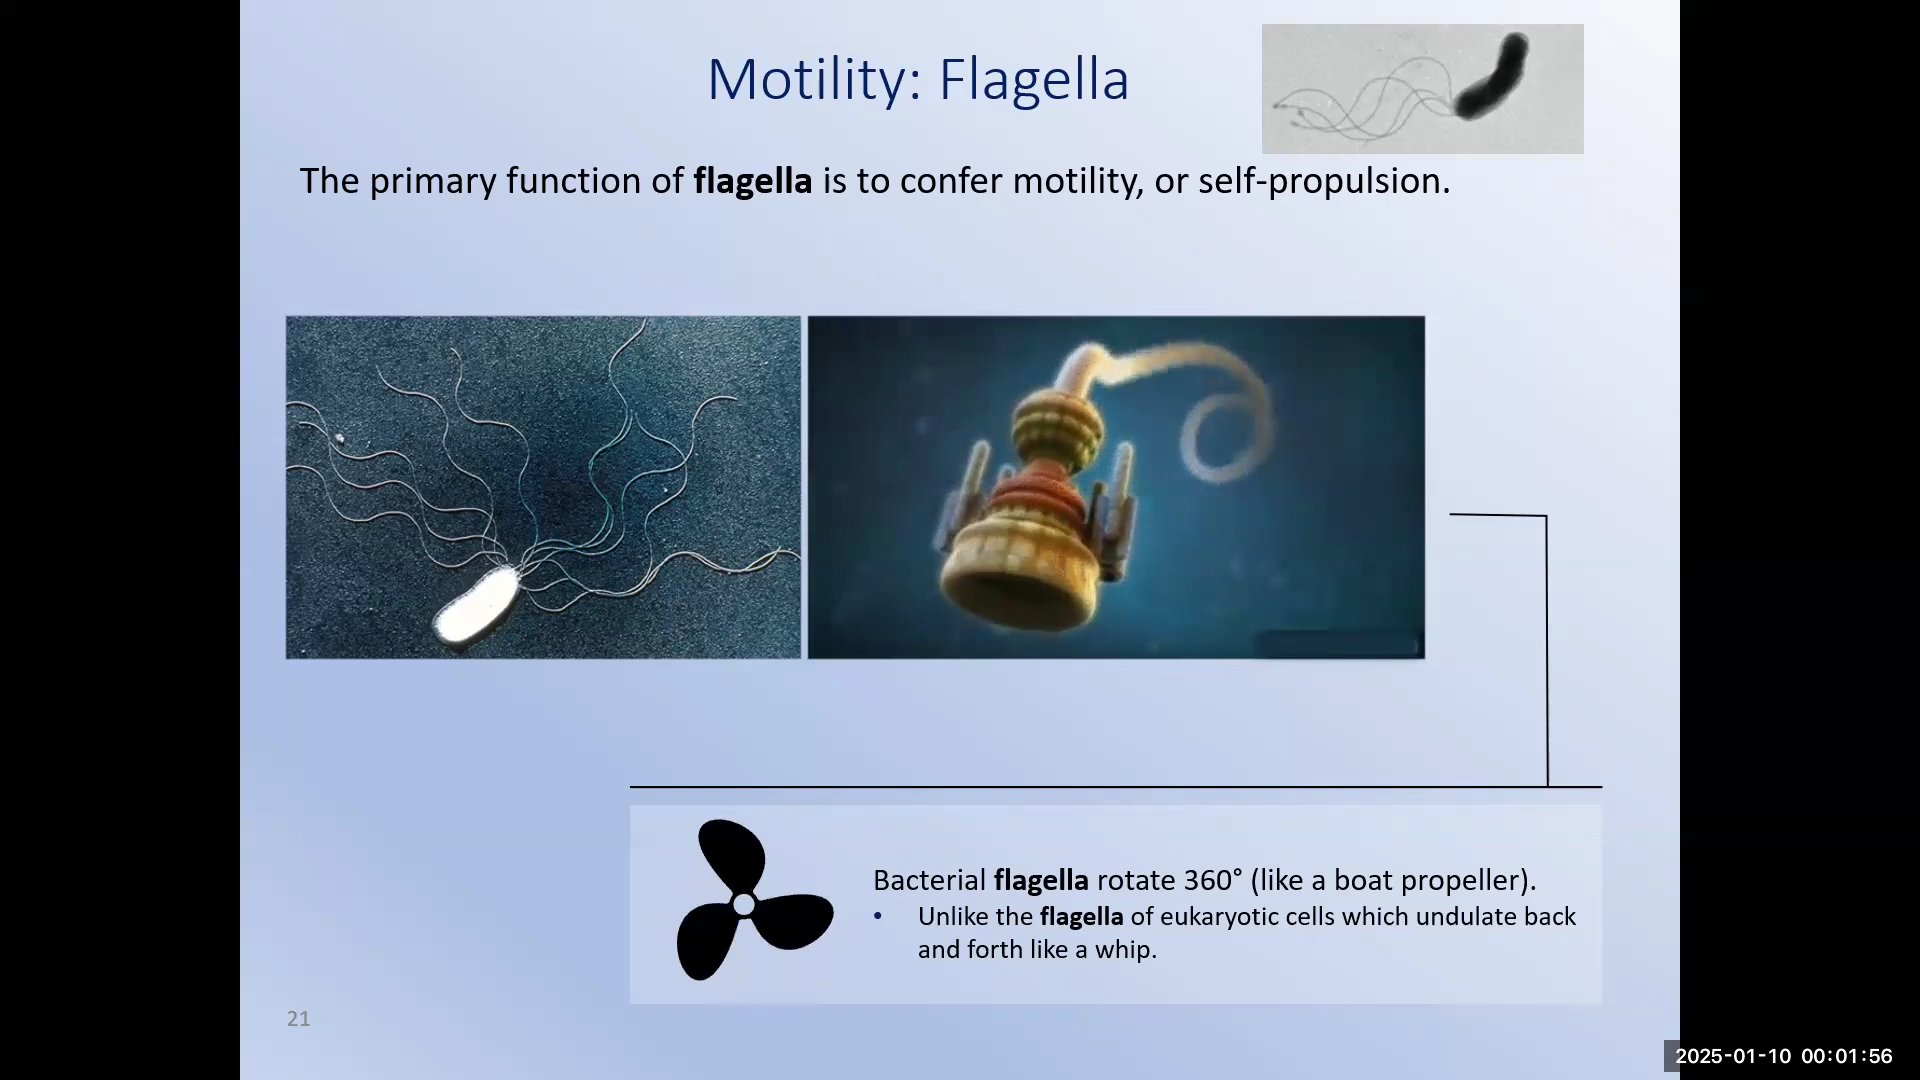 Motility: Flagella
The primary function of flagella is to confer motility, or self-propulsion.
Bacterial flagella rotate 360° (like a boat propeller).
• Unlike the flagella of eukaryotic cells which undulate back
and forth like a whip.
21
2025-01-10 00:01:56